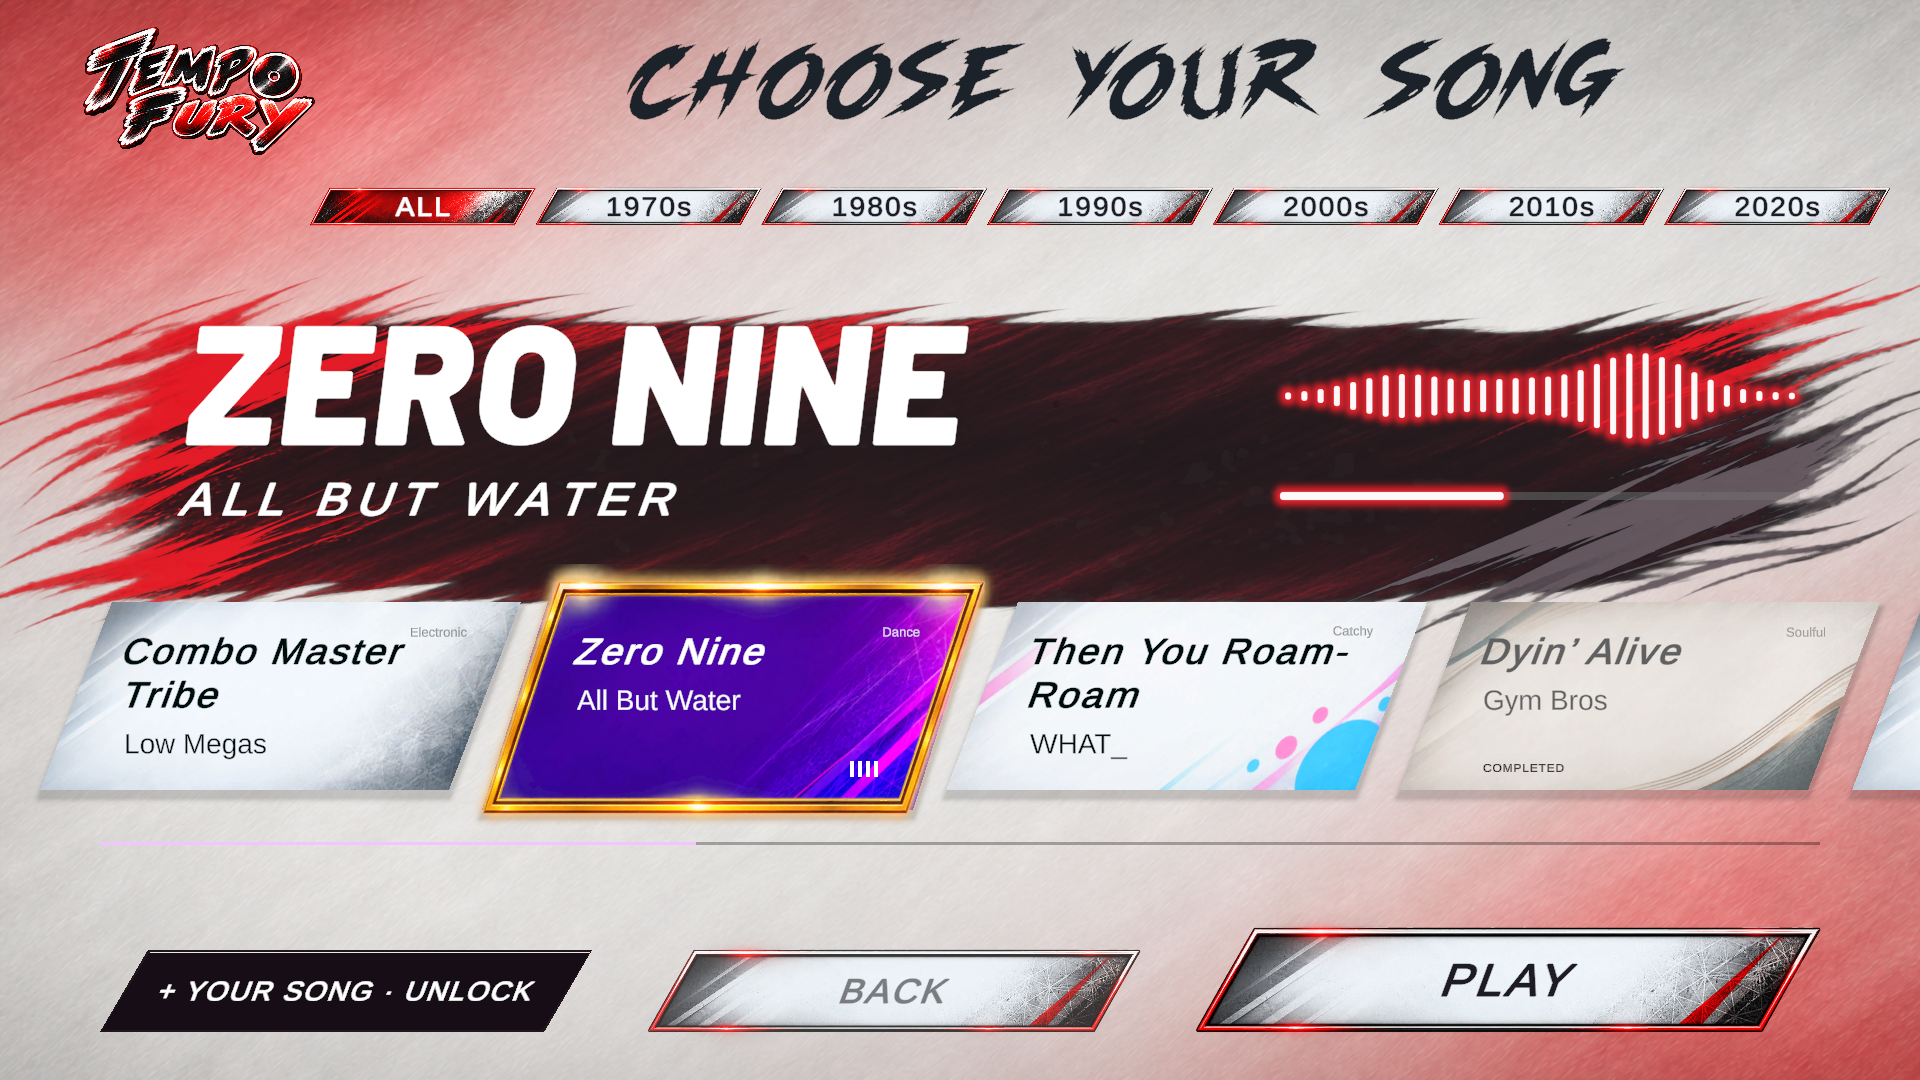 TEMPO
FURY
CHOOSE YOUR SONG
ALL
1970s
1980s
1990s
2000s
2010s
2020s
ZERO NINE
ALL BUT WATER
Electronic
Combo Master
Tribe
Low Megas
Dance
Zero Nine
All But Water
Catchy
Then You Roam-
Roam
WHAT_
Soulful
Dyin’ Alive
Gym Bros
COMPLETED
+ YOUR SONG · UNLOCK
BACK
PLAY